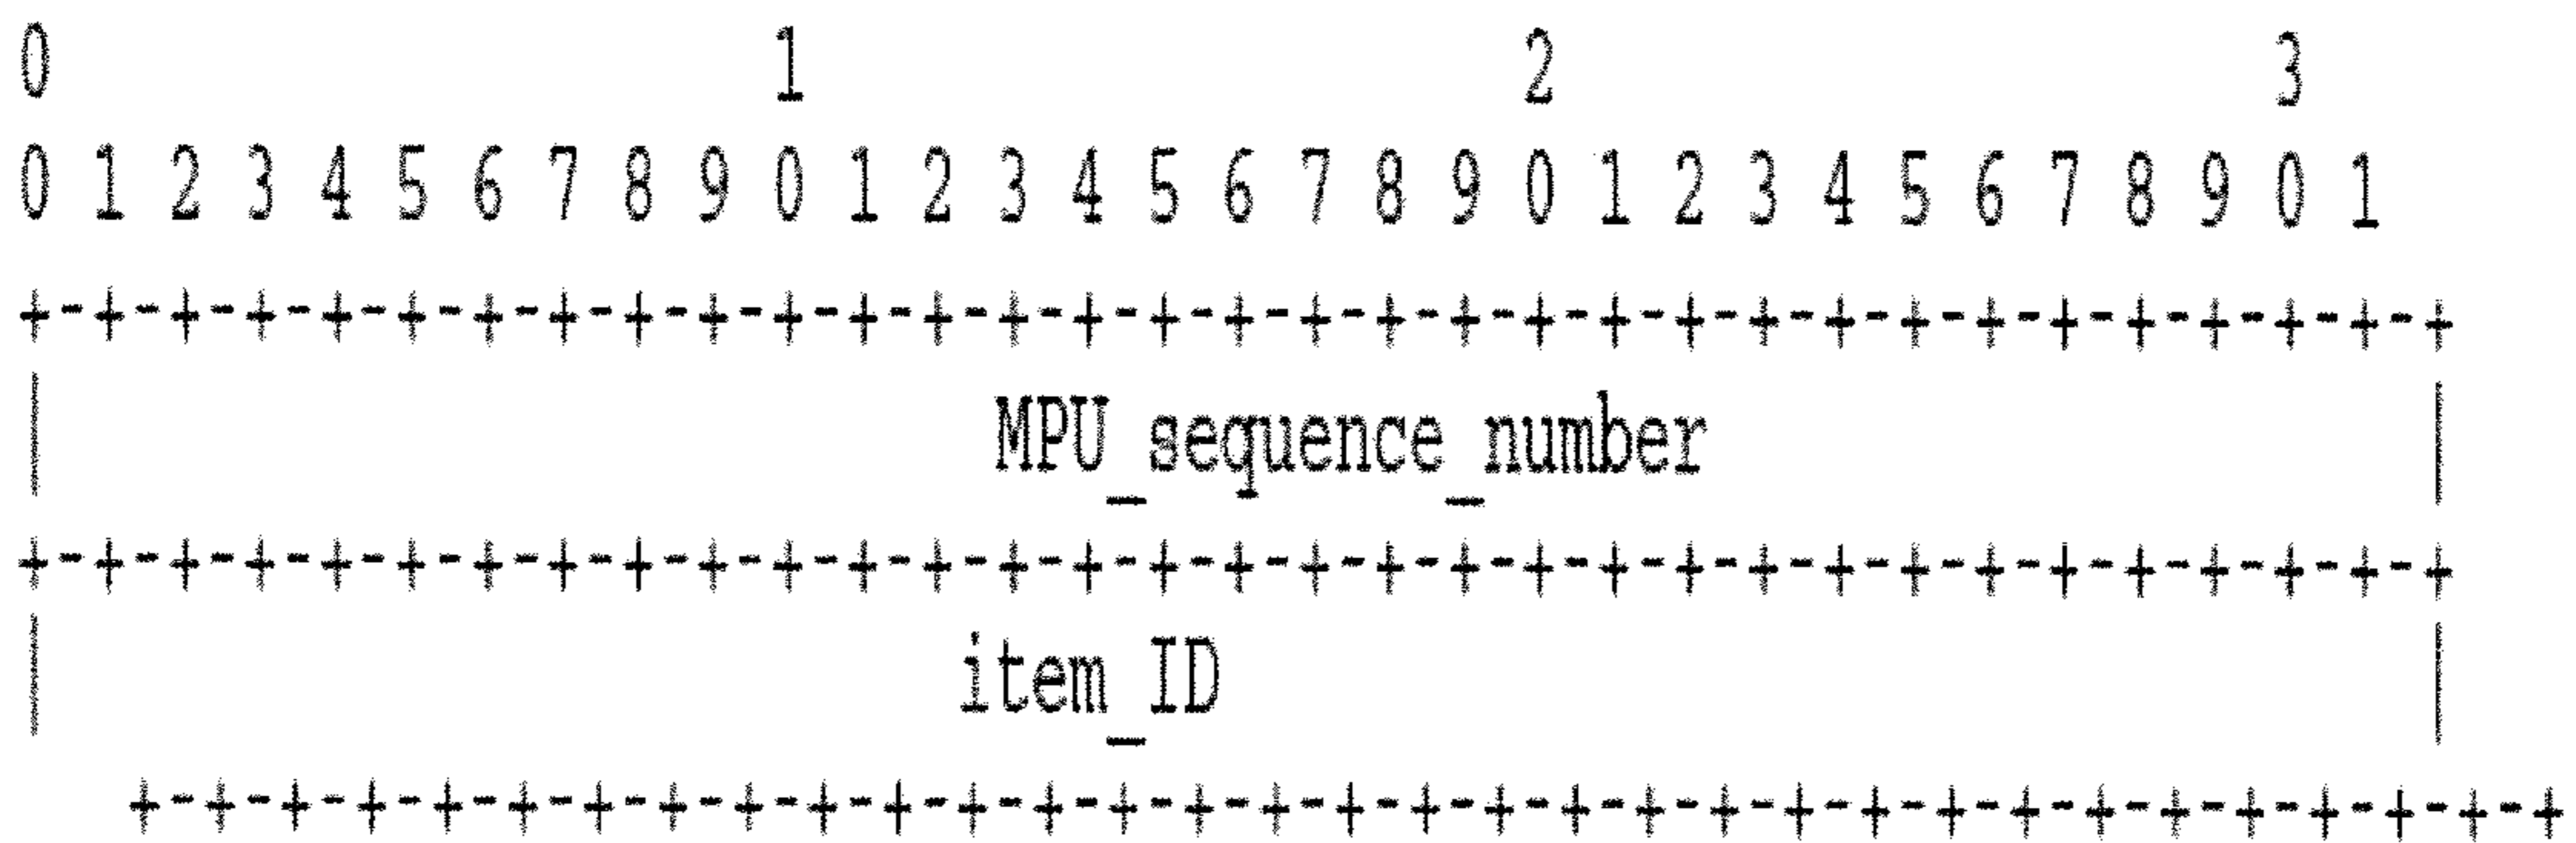 0                   1                   2                   3
0 1 2 3 4 5 6 7 8 9 0 1 2 3 4 5 6 7 8 9 0 1 2 3 4 5 6 7 8 9 0 1
+-+-+-+-+-+-+-+-+-+-+-+-+-+-+-+-+-+-+-+-+-+-+-+-+-+-+-+-+-+-+-+-+
|                         MPU_sequence_number                   |
+-+-+-+-+-+-+-+-+-+-+-+-+-+-+-+-+-+-+-+-+-+-+-+-+-+-+-+-+-+-+-+-+
|                        item_ID                                |
   +-+-+-+-+-+-+-+-+-+-+-+-+-+-+-+-+-+-+-+-+-+-+-+-+-+-+-+-+-+-+-+-+